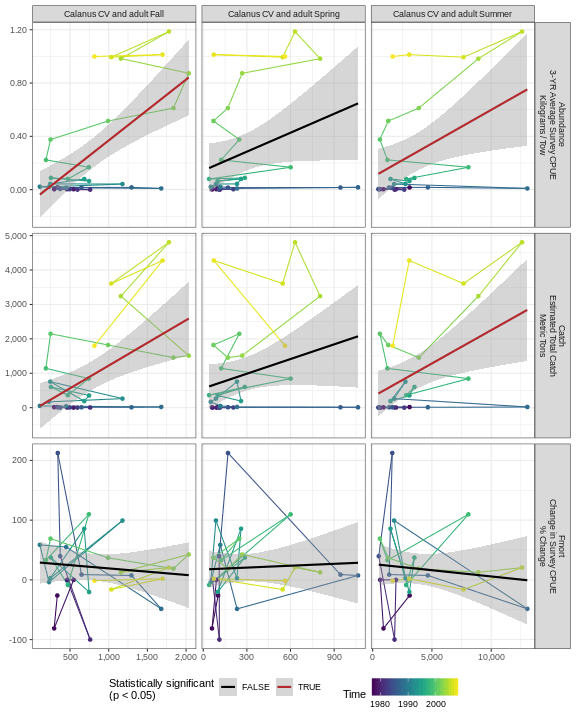 Calanus CV and adult Fall
Calanus CV and adult Spring
Calanus CV and adult Summer
1.20
0.80
0.40
0.00
Abundance
3-YR Average Survey CPUE
Kilograms / Tow
5,000
4,000
3,000
2,000
1,000
0
Catch
Estimated Total Catch
Metric Tons
200
100
0
-100
Fmort
Change in Survey CPUE
% Change
500
1,000
1,500
2,000
0
300
600
900
0
5,000
10,000
Statistically significant
(p < 0.05)
FALSE
TRUE
Time
1980
1990
2000